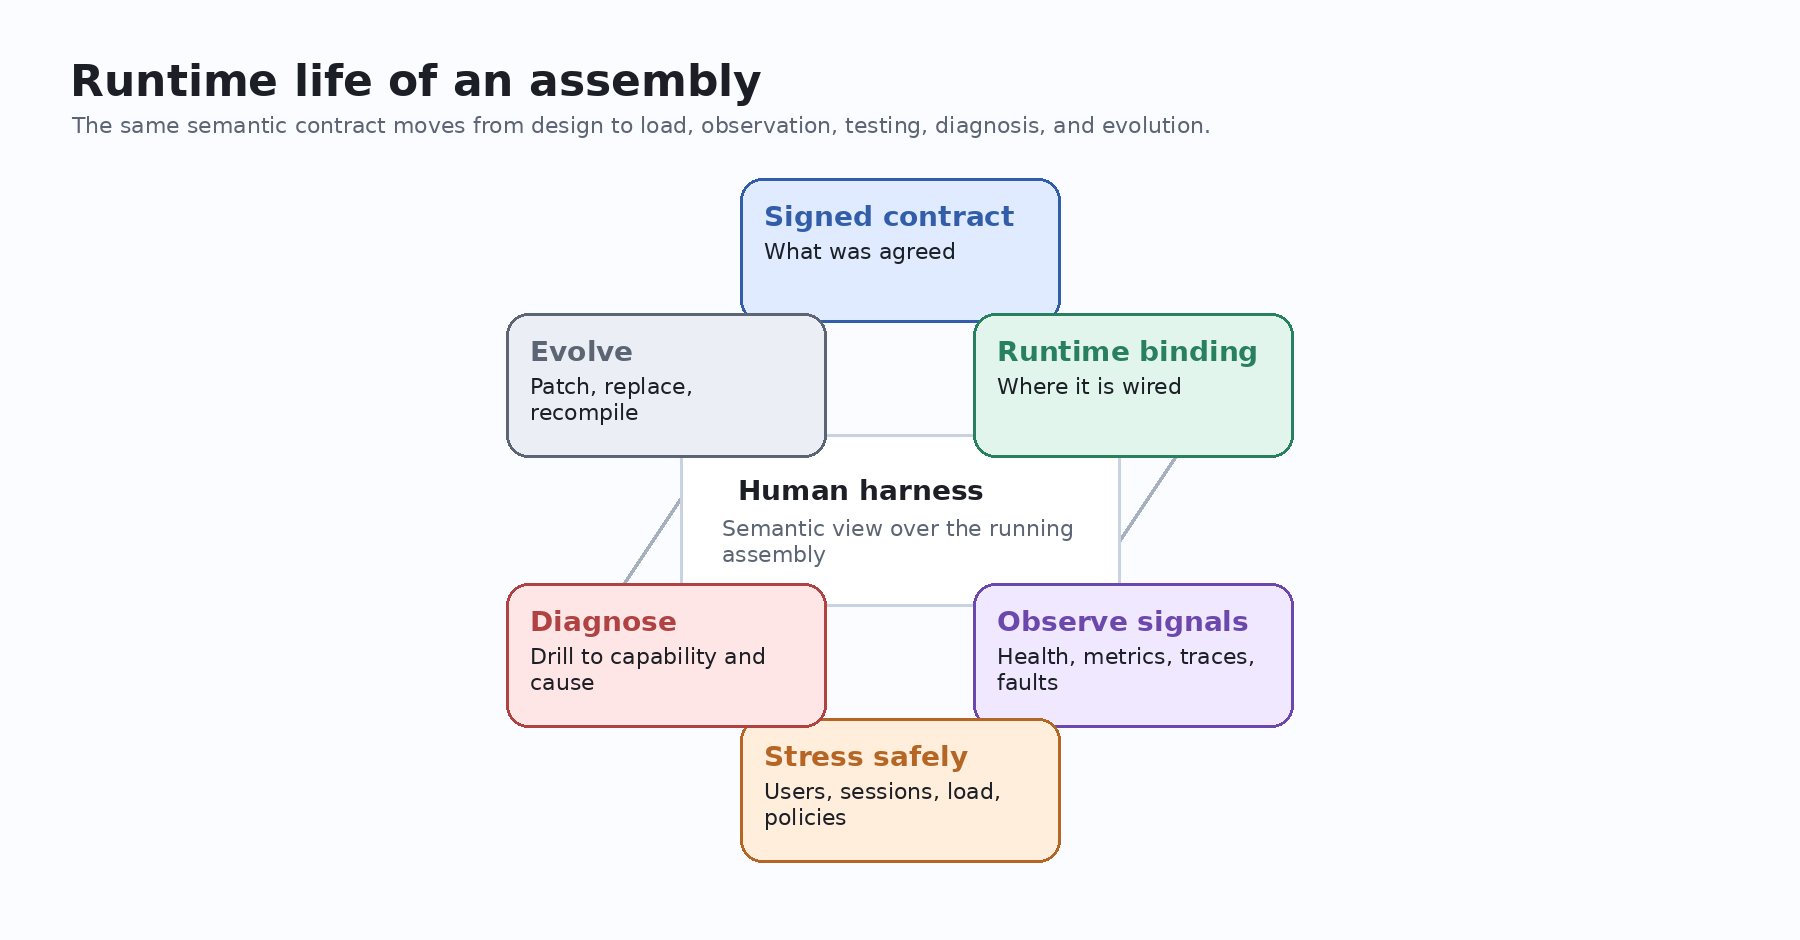 Runtime life of an assembly
The same semantic contract moves from design to load, observation, testing, diagnosis, and evolution.
Signed contract
What was agreed
Evolve
Patch, replace,
recompile
Runtime binding
Where it is wired
Human harness
Semantic view over the running
assembly
Diagnose
Drill to capability and
cause
Observe signals
Health, metrics, traces,
faults
Stress safely
Users, sessions, load,
policies